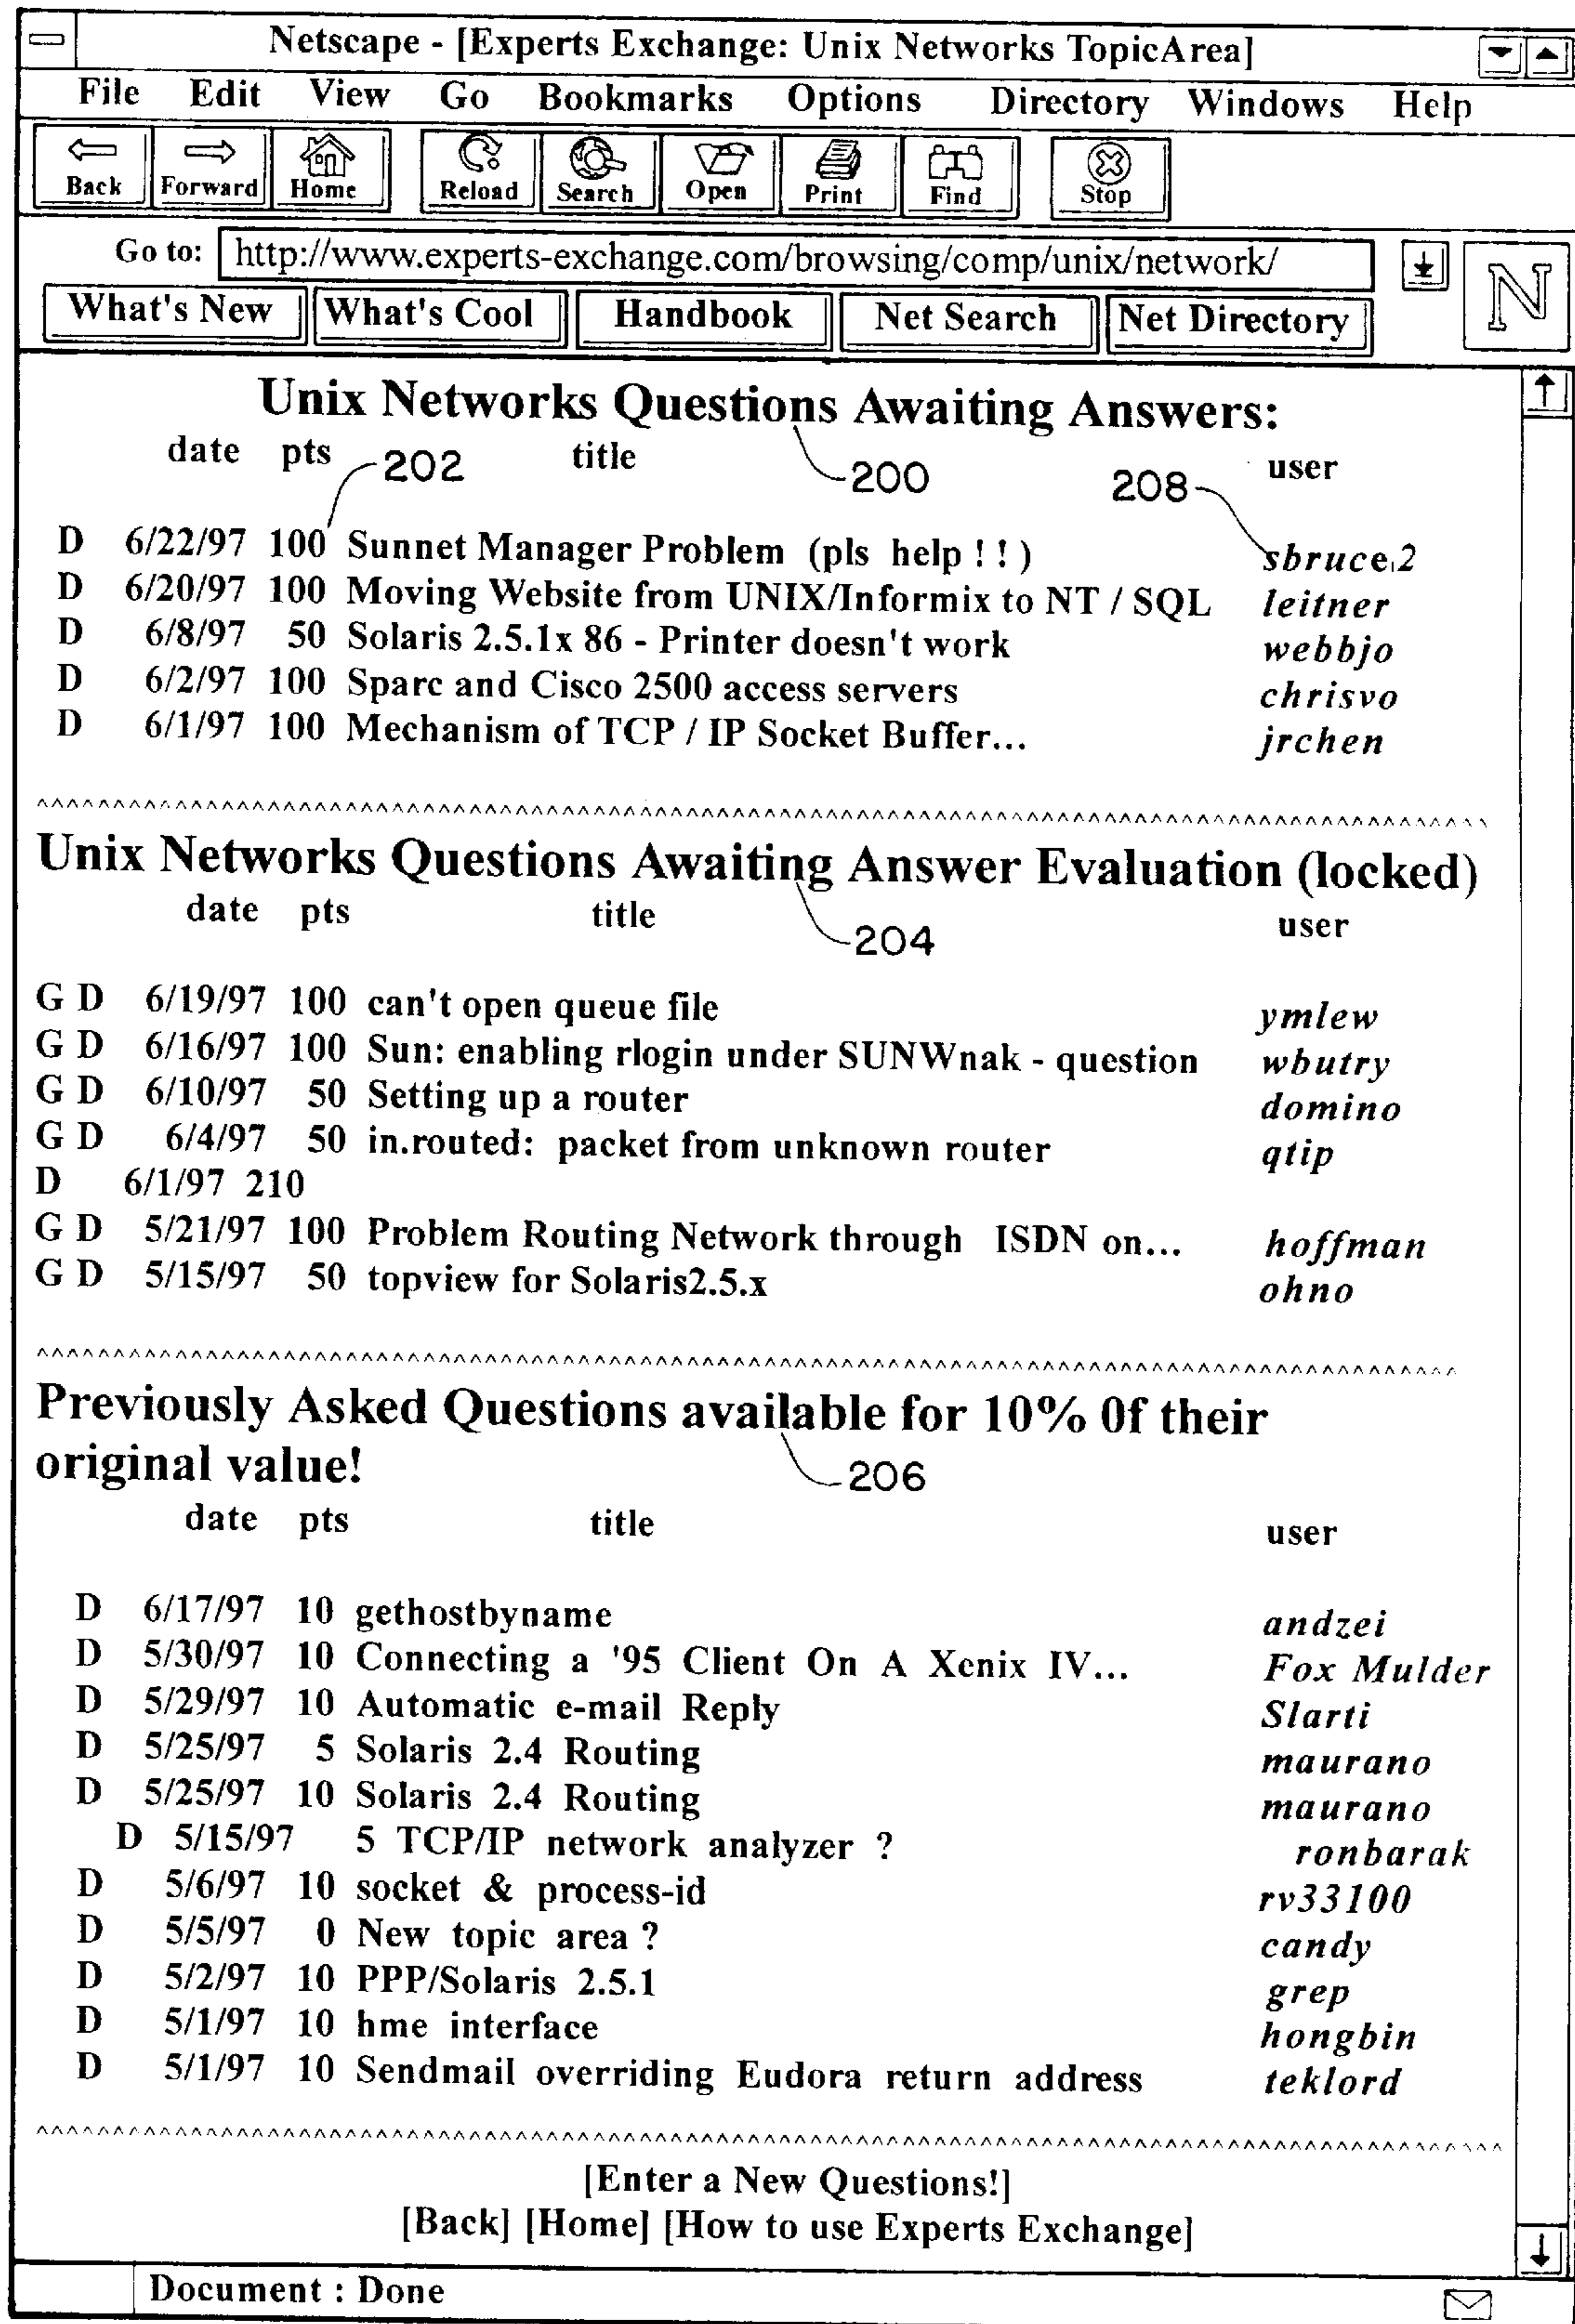 Netscape - [Experts Exchange: Unix Networks TopicArea]
File Edit View Go Bookmarks Options Directory Windows Help
Back Forward Home Reload Search Open Print Find Stop
Go to: http://www.experts-exchange.com/browsing/comp/unix/network/
N
What's New What's Cool Handbook Net Search Net Directory
Unix Networks Questions Awaiting Answers:
date pts title user
202 200 208
D 6/22/97 100 Sunnet Manager Problem (pls help ! ! ) sbruce2
D 6/20/97 100 Moving Website from UNIX/Informix to NT / SQL leitner
D 6/8/97 50 Solaris 2.5.1x 86 - Printer doesn't work webbjo
D 6/2/97 100 Sparc and Cisco 2500 access servers chrisvo
D 6/1/97 100 Mechanism of TCP / IP Socket Buffer... jrchen
Unix Networks Questions Awaiting Answer Evaluation (locked)
date pts title user
204
G D 6/19/97 100 can't open queue file ymlew
G D 6/16/97 100 Sun: enabling rlogin under SUNWnak - question wbutry
G D 6/10/97 50 Setting up a router domino
G D 6/4/97 50 in.routed: packet from unknown router qtip
D 6/1/97 210
G D 5/21/97 100 Problem Routing Network through ISDN on... hoffman
G D 5/15/97 50 topview for Solaris2.5.x ohno
Previously Asked Questions available for 10% 0f their
original value!
206
date pts title user
D 6/17/97 10 gethostbyname andzei
D 5/30/97 10 Connecting a '95 Client On A Xenix IV... Fox Mulder
D 5/29/97 10 Automatic e-mail Reply Slarti
D 5/25/97 5 Solaris 2.4 Routing maurano
D 5/25/97 10 Solaris 2.4 Routing maurano
D 5/15/97 5 TCP/IP network analyzer ? ronbarak
D 5/6/97 10 socket & process-id rv33100
D 5/5/97 0 New topic area ? candy
D 5/2/97 10 PPP/Solaris 2.5.1 grep
D 5/1/97 10 hme interface hongbin
D 5/1/97 10 Sendmail overriding Eudora return address teklord
[Enter a New Questions!]
[Back] [Home] [How to use Experts Exchange]
Document : Done